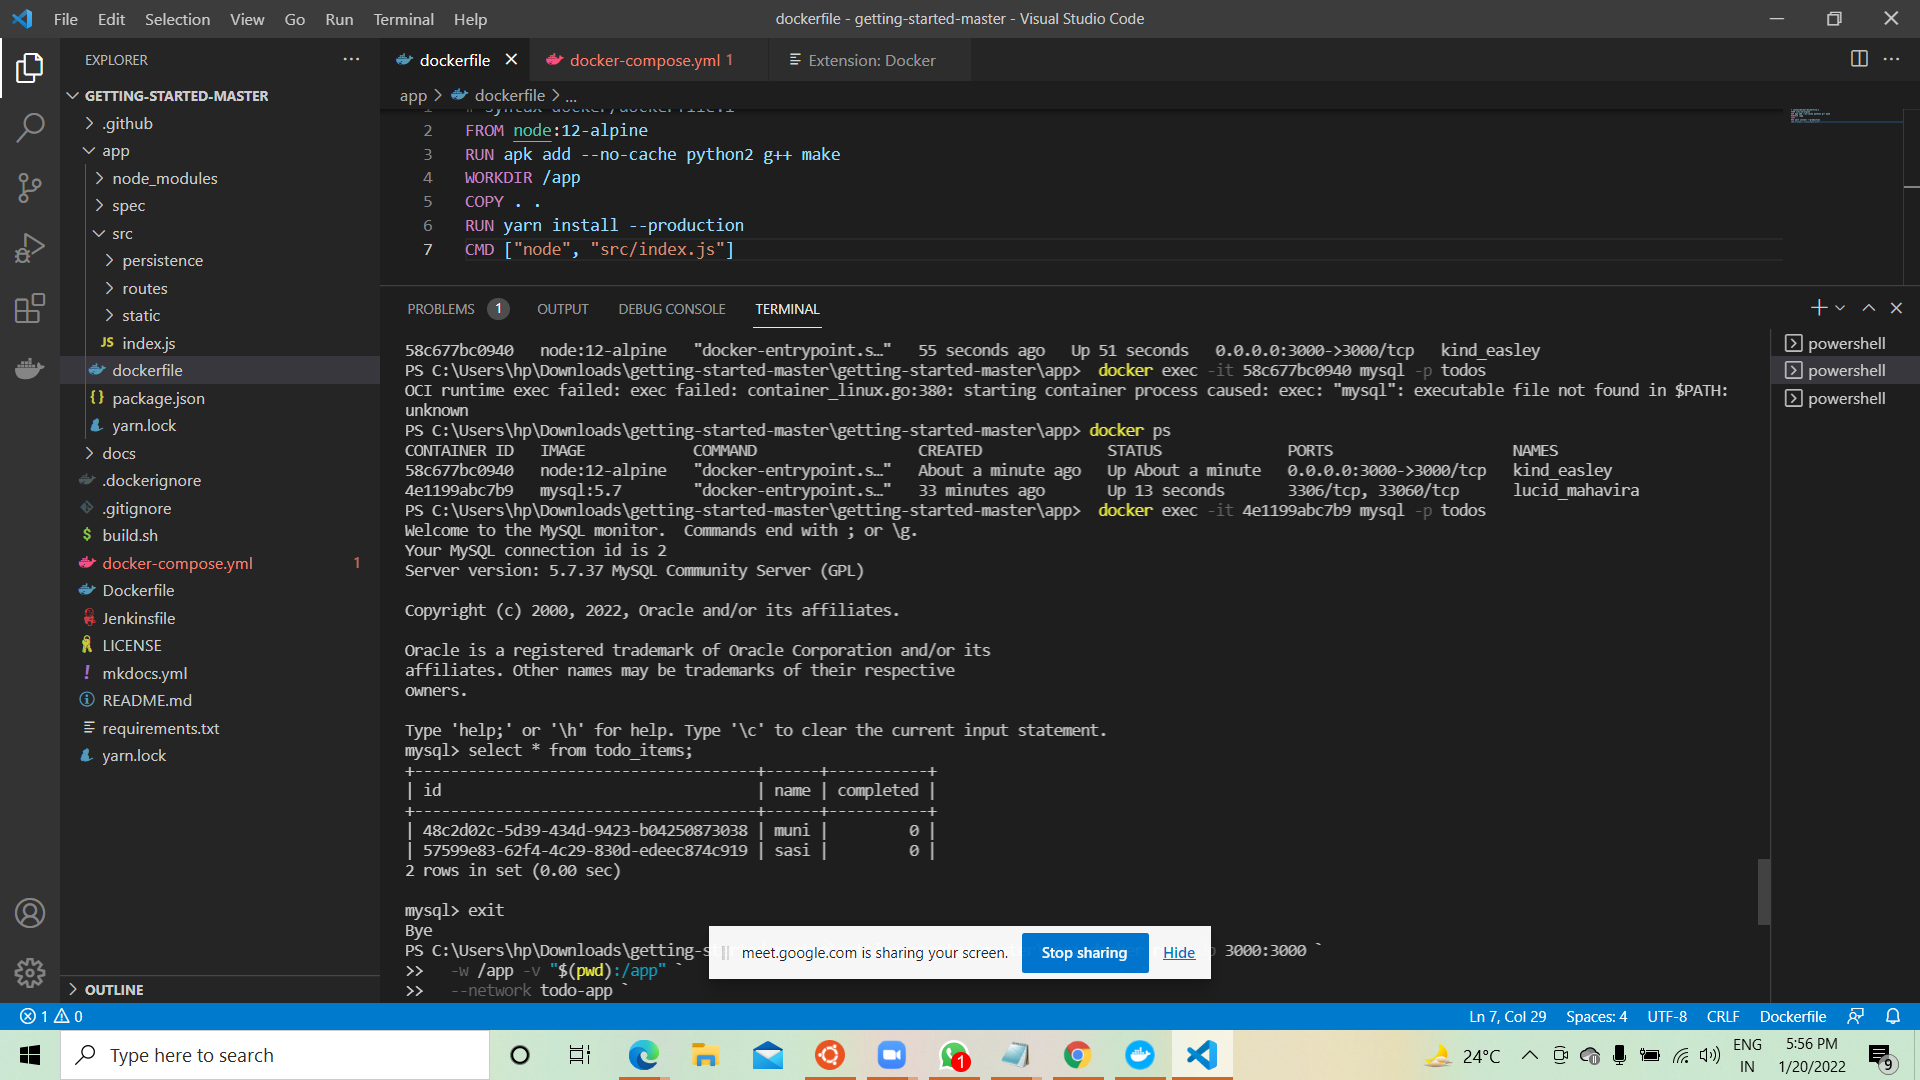 File Edit Selection View Go Run Terminal Help
dockerfile - getting-started-master - Visual Studio Code
EXPLORER
GETTING-STARTED-MASTER
.github
app
node_modules
spec
src
persistence
routes
static
JS index.js
dockerfile
{} package.json
yarn.lock
docs
.dockerignore
.gitignore
$ build.sh
docker-compose.yml 1
Dockerfile
Jenkinsfile
LICENSE
! mkdocs.yml
README.md
requirements.txt
yarn.lock
OUTLINE
dockerfile
docker-compose.yml 1
Extension: Docker
app > dockerfile > ...
2 FROM node:12-alpine
3 RUN apk add --no-cache python2 g++ make
4 WORKDIR /app
5 COPY . .
6 RUN yarn install --production
7 CMD ["node", "src/index.js"]
PROBLEMS 1 OUTPUT DEBUG CONSOLE TERMINAL
58c677bc0940 node:12-alpine "docker-entrypoint.s…" 55 seconds ago Up 51 seconds 0.0.0.0:3000->3000/tcp kind_easley
PS C:\Users\hp\Downloads\getting-started-master\getting-started-master\app> docker exec -it 58c677bc0940 mysql -p todos
OCI runtime exec failed: exec failed: container_linux.go:380: starting container process caused: exec: "mysql": executable file not found in $PATH:
unknown
PS C:\Users\hp\Downloads\getting-started-master\getting-started-master\app> docker ps
CONTAINER ID IMAGE COMMAND CREATED STATUS PORTS NAMES
58c677bc0940 node:12-alpine "docker-entrypoint.s…" About a minute ago Up About a minute 0.0.0.0:3000->3000/tcp kind_easley
4e1199abc7b9 mysql:5.7 "docker-entrypoint.s…" 33 minutes ago Up 13 seconds 3306/tcp, 33060/tcp lucid_mahavira
PS C:\Users\hp\Downloads\getting-started-master\getting-started-master\app> docker exec -it 4e1199abc7b9 mysql -p todos
Welcome to the MySQL monitor. Commands end with ; or \g.
Your MySQL connection id is 2
Server version: 5.7.37 MySQL Community Server (GPL)
Copyright (c) 2000, 2022, Oracle and/or its affiliates.
Oracle is a registered trademark of Oracle Corporation and/or its
affiliates. Other names may be trademarks of their respective
owners.
Type 'help;' or '\h' for help. Type '\c' to clear the current input statement.
mysql> select * from todo_items;
+--------------------------------------+------+-----------+
| id | name | completed |
+--------------------------------------+------+-----------+
| 48c2d02c-5d39-434d-9423-b04250873038 | muni | 0 |
| 57599e83-62f4-4c29-830d-edeec874c919 | sasi | 0 |
2 rows in set (0.00 sec)
mysql> exit
Bye
PS C:\Users\hp\Downloads\getting-s 3000:3000 `
>> -w /app -v "$(pwd):/app" `
>> --network todo-app `
powershell
powershell
powershell
meet.google.com is sharing your screen. Stop sharing Hide
1 0
Ln 7, Col 29 Spaces: 4 UTF-8 CRLF Dockerfile
Type here to search
1
24°C
ENG
IN
5:56 PM
1/20/2022
9